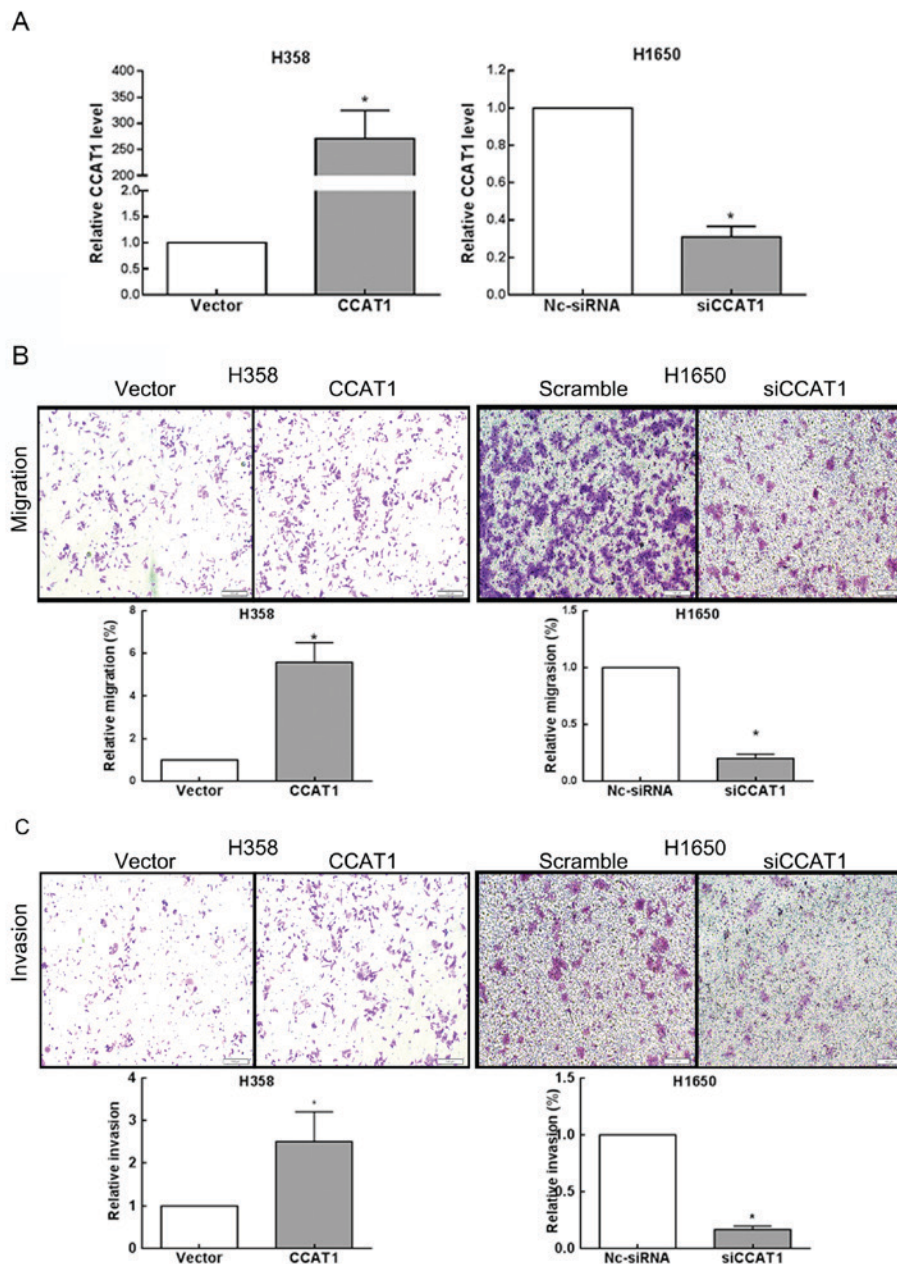 A
H358
Relative CCAT1 level
400
350
300
250
200
2.0
1.5
1.0
0.5
0.0
*
Vector
CCAT1
H1650
Relative CCAT1 level
1.2
1.0
0.8
0.6
0.4
0.2
0.0
*
Nc-siRNA
siCCAT1
B
H358
Vector
CCAT1
H1650
Scramble
siCCAT1
Migration
H358
Relative migration (%)
8
6
4
2
0
*
Vector
CCAT1
H1650
Relative migrasion (%)
1.5
1.0
0.5
0.0
*
Nc-siRNA
siCCAT1
C
H358
Vector
CCAT1
H1650
Scramble
siCCAT1
Invasion
H358
Relative invasion
4
3
2
1
0
*
Vector
CCAT1
H1650
Relative invasion (%)
1.5
1.0
0.5
0.0
*
Nc-siRNA
siCCAT1